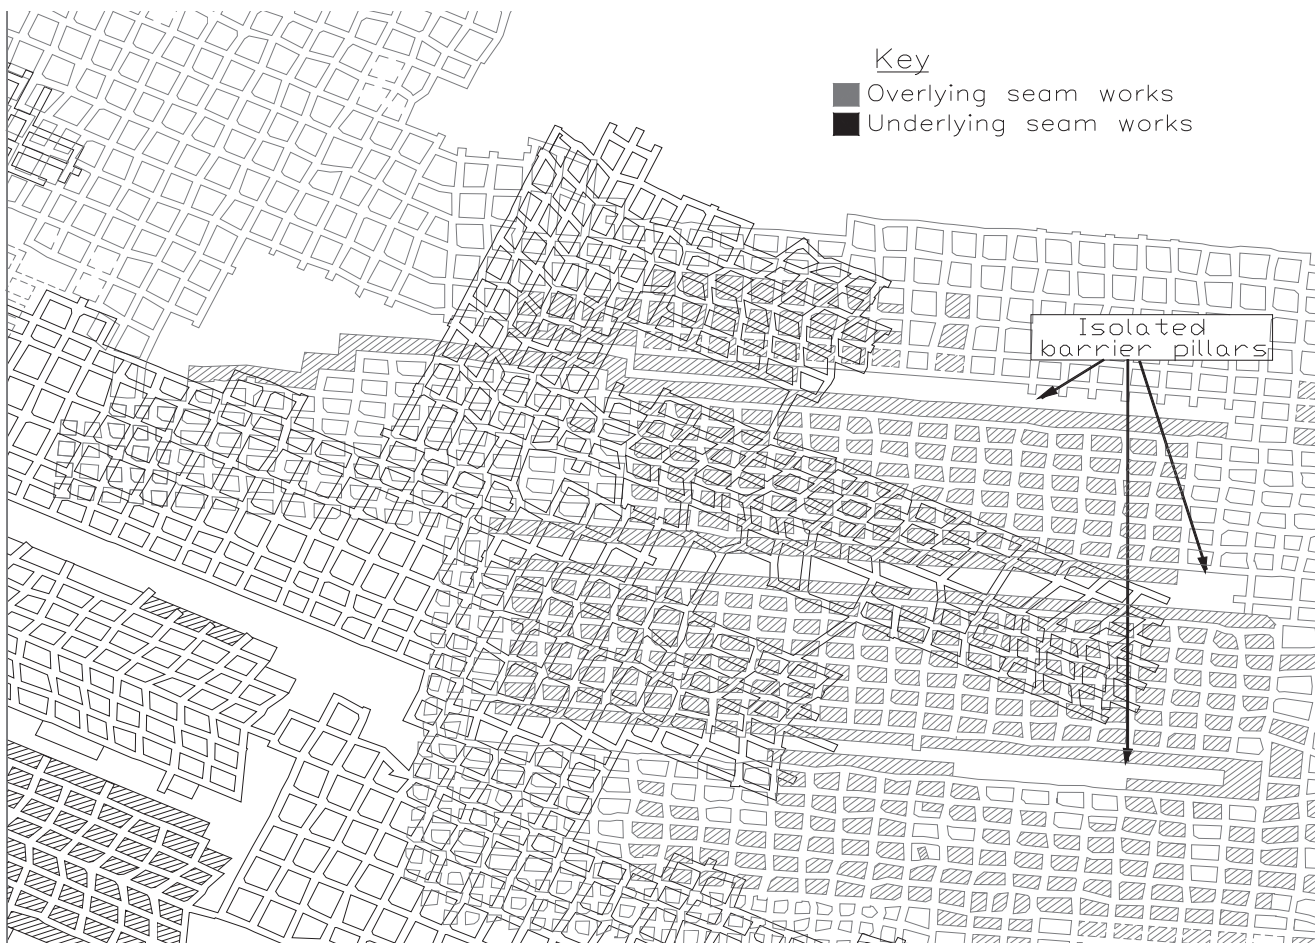 Key
Overlying seam works
Underlying seam works
Isolated
barrier pillars